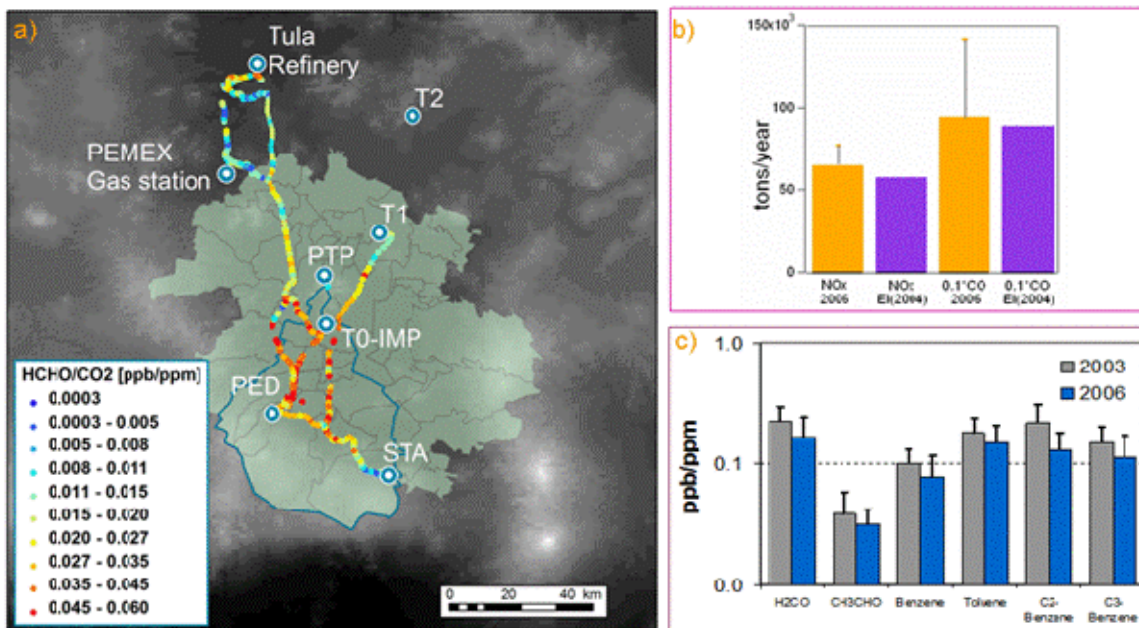 a)
Tula
Refinery
T2
PEMEX
Gas station
T1
PTP
T0-IMP
PED
STA
HCHO/CO2 [ppb/ppm]
0.0003
0.0003 - 0.005
0.005 - 0.008
0.008 - 0.011
0.011 - 0.015
0.015 - 0.020
0.020 - 0.027
0.027 - 0.035
0.035 - 0.045
0.045 - 0.060
0 20 40 km
b)
150x10³
100
50
0
tons/year
NOx
2006
NOx
EI(2004)
0.1*CO
2006
0.1*CO
EI(2004)
c)
1.0
0.1
0.0
ppb/ppm
2003
2006
H2CO
CH3CHO
Benzene
Tolvene
C2-
Benzene
C3-
Benzene